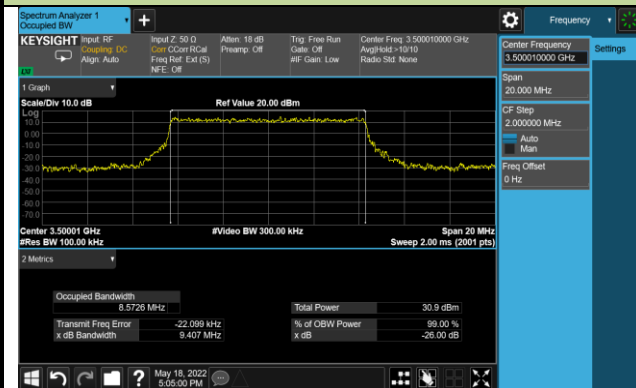 Spectrum Analyzer 1
Occupied BW
Frequency
KEYSIGHT
Input: RF
Coupling: DC
Align: Auto
Input Z: 50 Ω
Corr CCorr RCal
Freq Ref: Ext (S)
NFE: Off
Atten: 18 dB
Preamp: Off
Trig: Free Run
Gate: Off
#IF Gain: Low
Center Freq: 3.500010000 GHz
Avg|Hold:>10/10
Radio Std: None
Center Frequency
3.500010000 GHz
Settings
Span
20.000 MHz
CF Step
2.000000 MHz
Auto
Man
Freq Offset
0 Hz
1 Graph
Scale/Div 10.0 dB
Ref Value 20.00 dBm
Log
10.0
0.00
-10.0
-20.0
-30.0
-40.0
-50.0
-60.0
-70.0
Center 3.50001 GHz
#Video BW 300.00 kHz
Span 20 MHz
#Res BW 100.00 kHz
Sweep 2.00 ms (2001 pts)
2 Metrics
Occupied Bandwidth
8.5726 MHz
Total Power
30.9 dBm
Transmit Freq Error
-22.099 kHz
% of OBW Power
99.00 %
x dB Bandwidth
9.407 MHz
x dB
-26.00 dB
May 18, 2022
5:05:00 PM